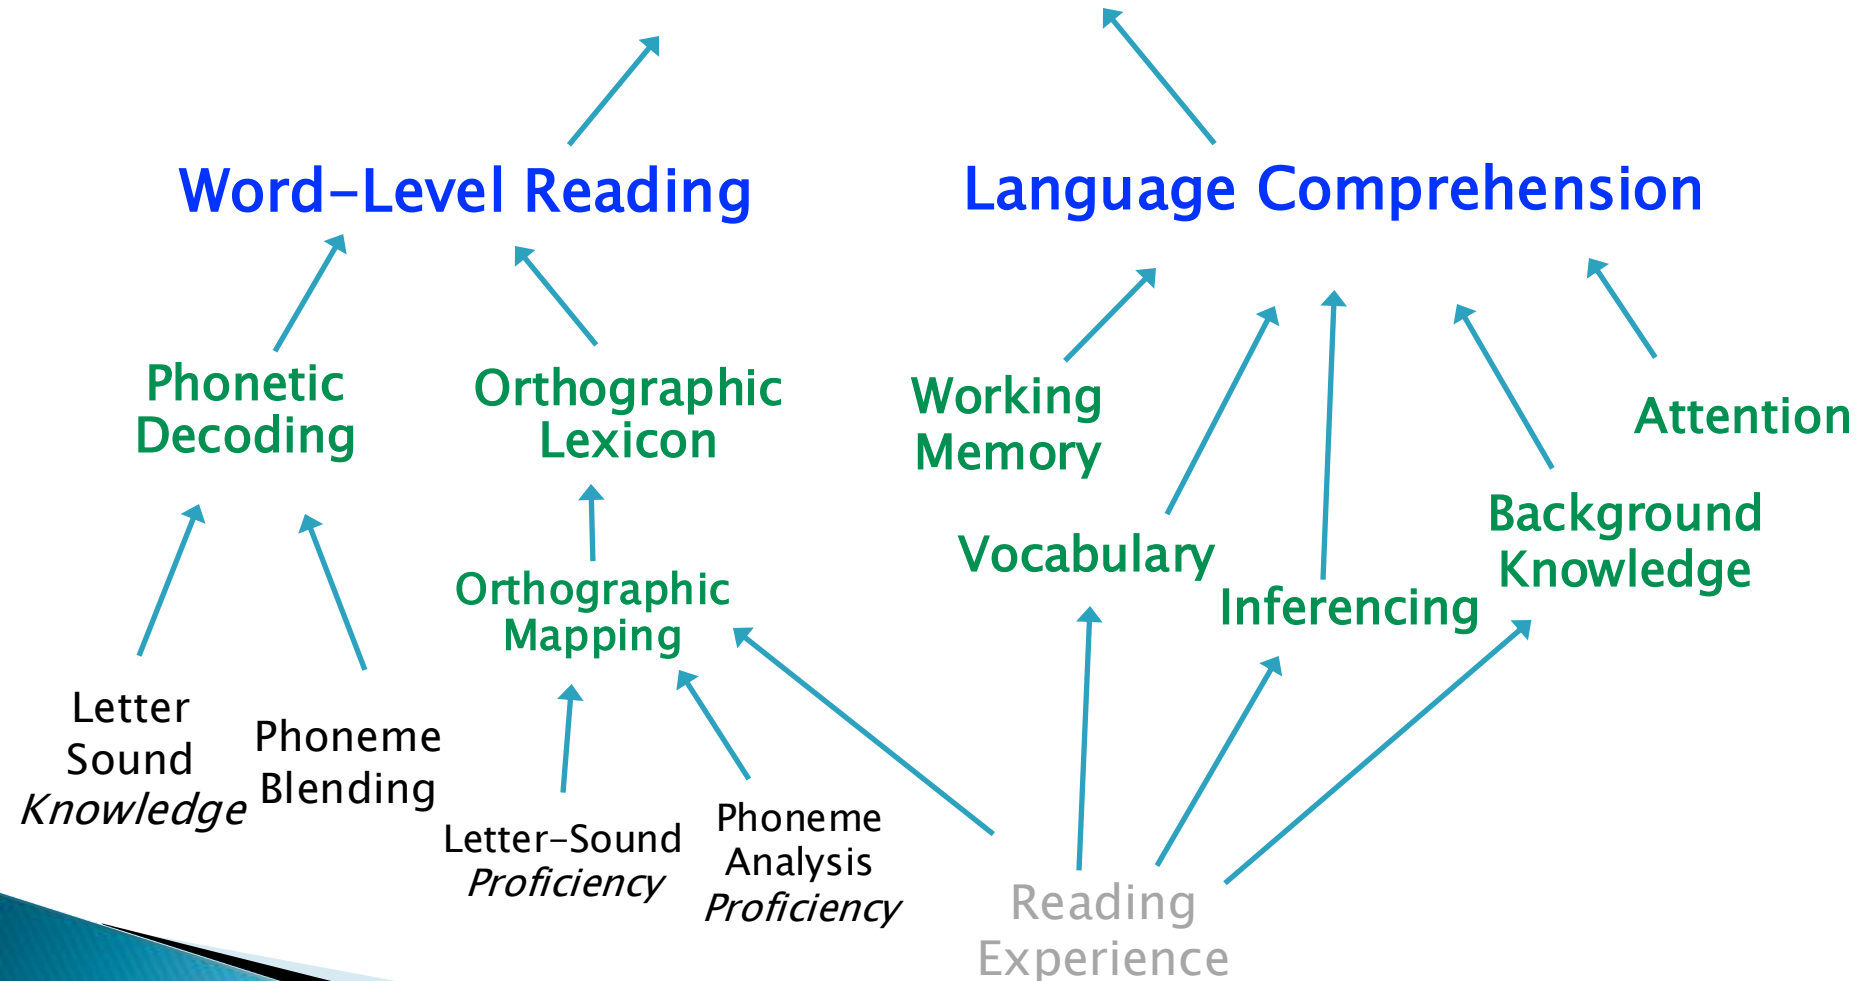 Word-Level Reading
Language Comprehension
Phonetic
Decoding
Orthographic
Lexicon
Working
Memory
Attention
Vocabulary
Background
Knowledge
Inferencing
Orthographic
Mapping
Letter
Sound
Knowledge
Phoneme
Blending
Letter-Sound
Proficiency
Phoneme
Analysis
Proficiency
Reading
Experience